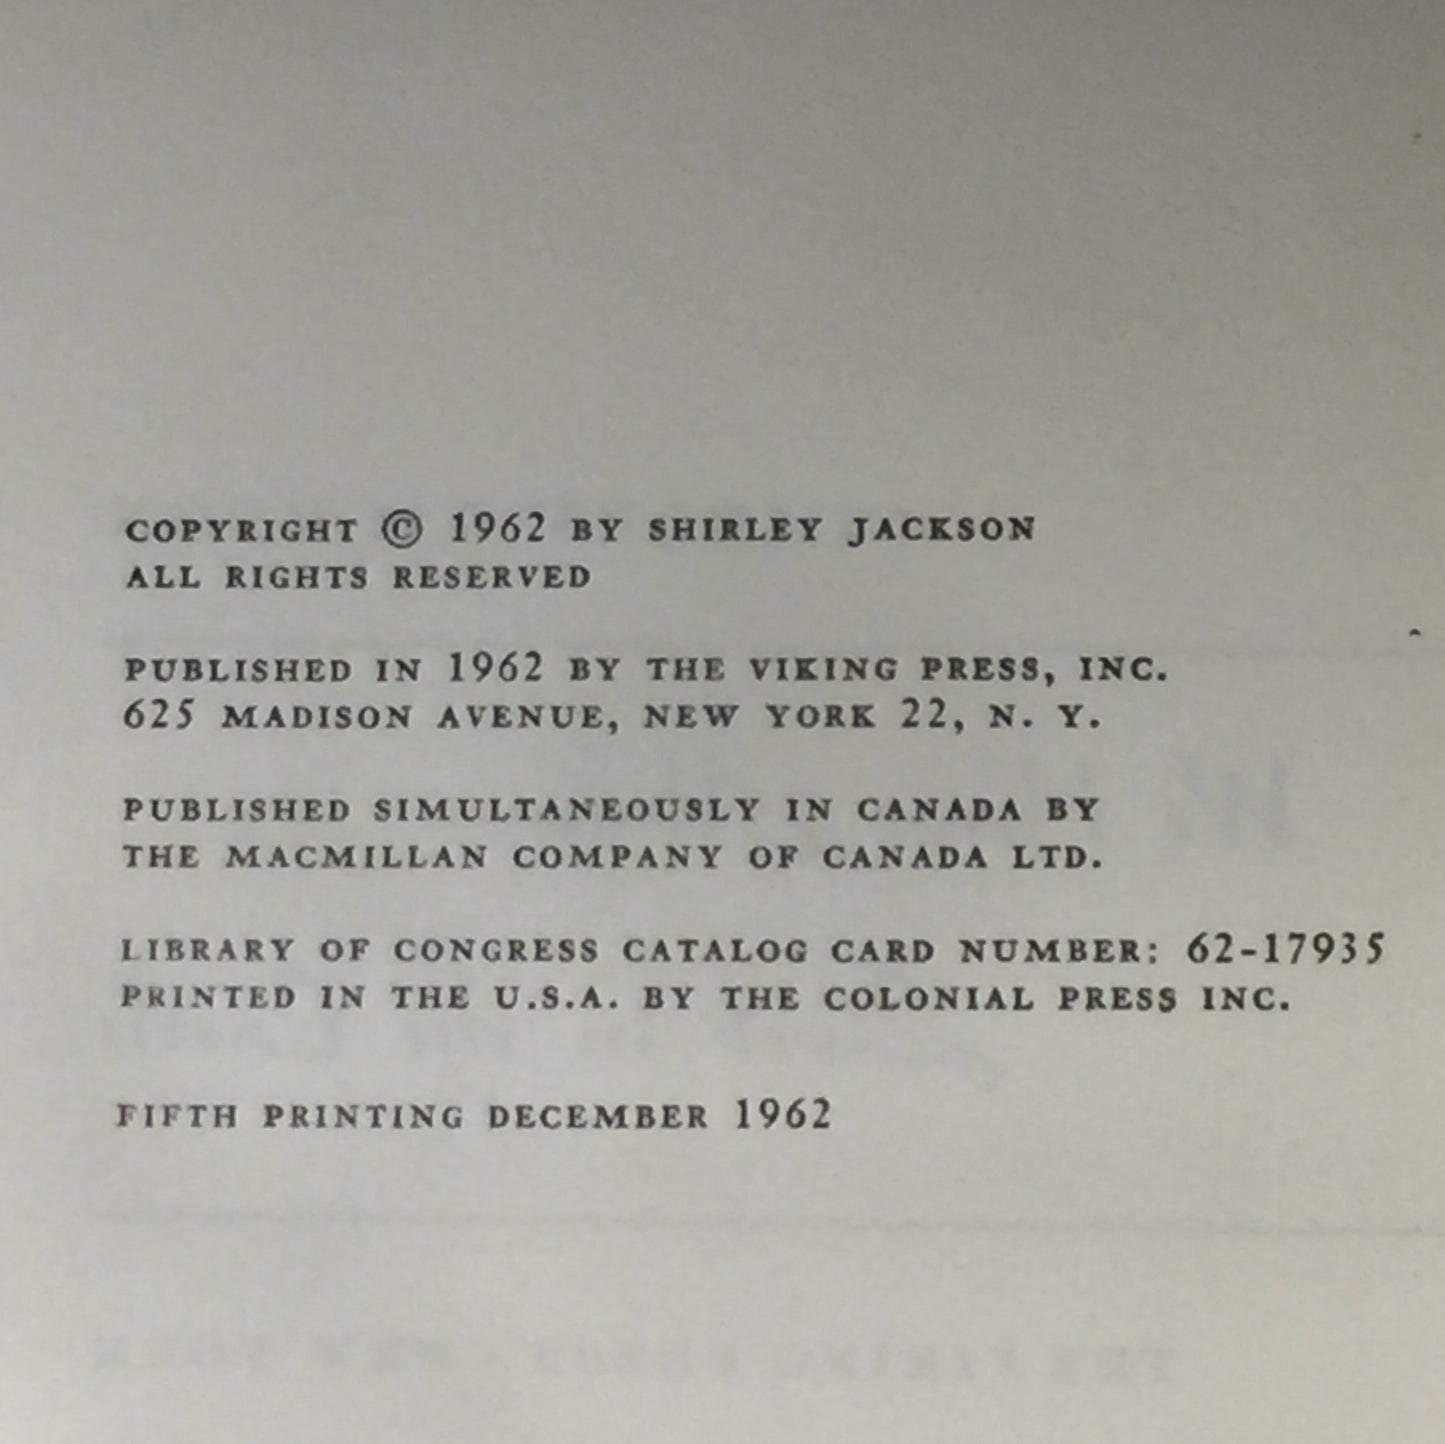 COPYRIGHT © 1962 BY SHIRLEY JACKSON
ALL RIGHTS RESERVED
PUBLISHED IN 1962 BY THE VIKING PRESS, INC.
625 MADISON AVENUE, NEW YORK 22, N. Y.
PUBLISHED SIMULTANEOUSLY IN CANADA BY
THE MACMILLAN COMPANY OF CANADA LTD.
LIBRARY OF CONGRESS CATALOG CARD NUMBER: 62-17935
PRINTED IN THE U.S.A. BY THE COLONIAL PRESS INC.
FIFTH PRINTING DECEMBER 1962